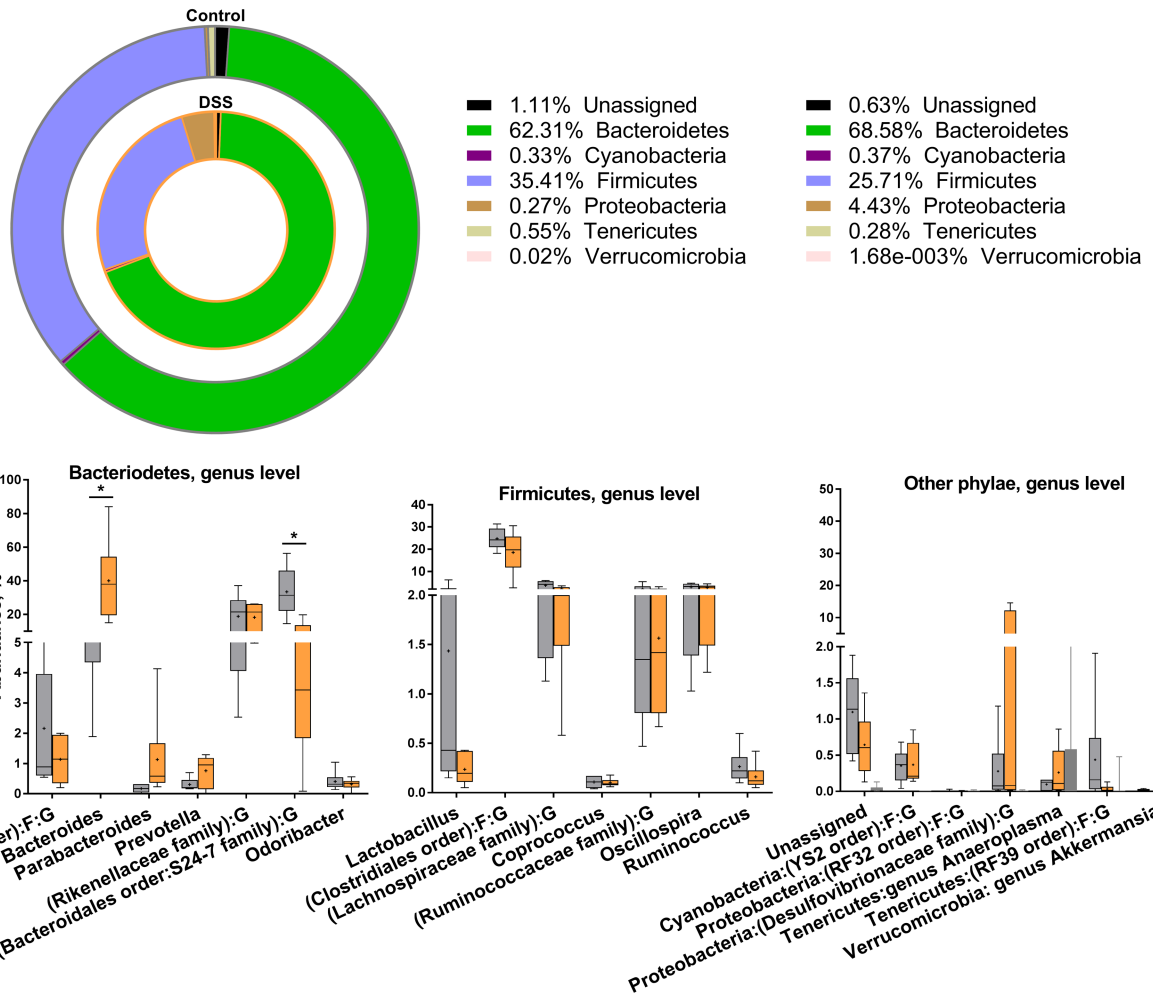 Control
DSS
1.11% Unassigned
62.31% Bacteroidetes
0.33% Cyanobacteria
35.41% Firmicutes
0.27% Proteobacteria
0.55% Tenericutes
0.02% Verrucomicrobia
0.63% Unassigned
68.58% Bacteroidetes
0.37% Cyanobacteria
25.71% Firmicutes
4.43% Proteobacteria
0.28% Tenericutes
1.68e-003% Verrucomicrobia
Bacteriodetes, genus level
100
80
60
40
20
5
4
3
2
1
0
*
*
er):F:G
Bacteroides
Parabacteroides
Prevotella
(Rikenellaceae family):G
(Bacteroidales order:S24-7 family):G
Odoribacter
Firmicutes, genus level
40
30
20
10
2.0
1.5
1.0
0.5
0.0
Lactobacillus
(Clostridiales order):F:G
(Lachnospiraceae family):G
Coprococcus
(Ruminococcaceae family):G
Oscillospira
Ruminococcus
Other phylae, genus level
50
40
30
20
10
2.0
1.5
1.0
0.5
0.0
Unassigned
Cyanobacteria:(YS2 order):F:G
Proteobacteria:(RF32 order):F:G
Proteobacteria:(Desulfovibrionaceae family):G
Tenericutes:genus Anaeroplasma
Tenericutes:(RF39 order):F:G
Verrucomicrobia: genus Akkermansia